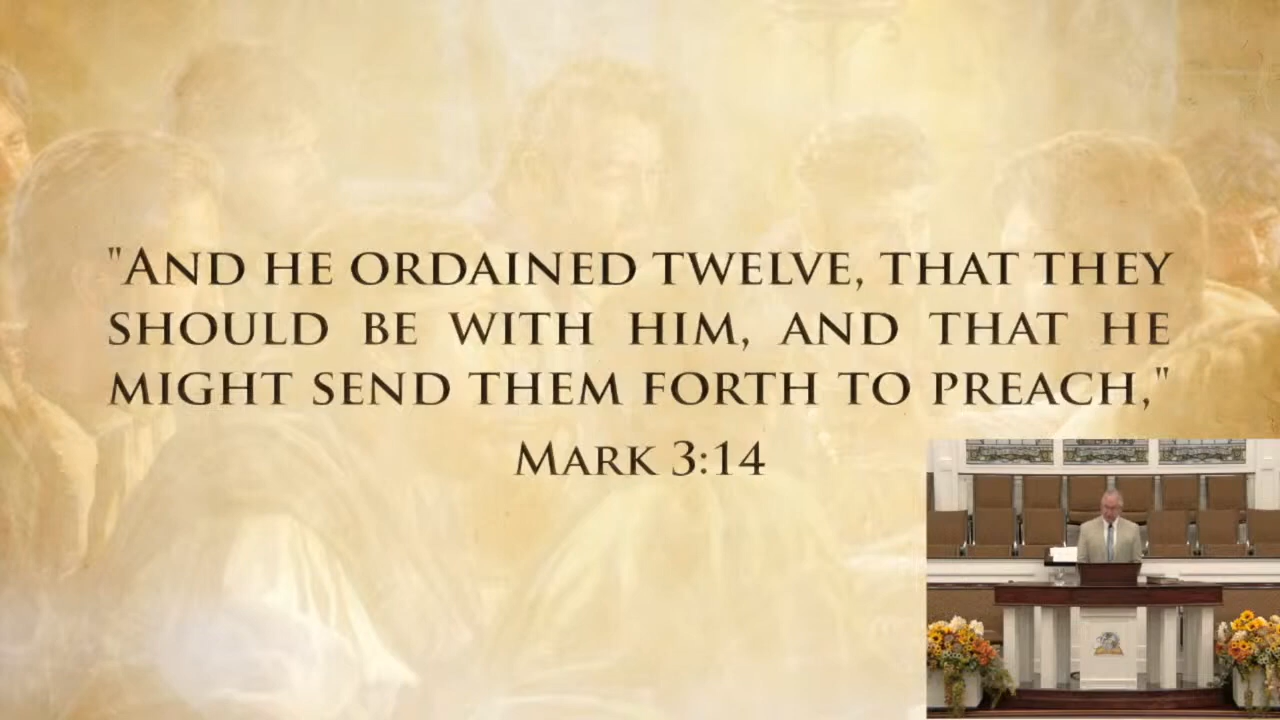 "And he ordained twelve, that they
should be with him, and that he
might send them forth to preach,"
Mark 3:14